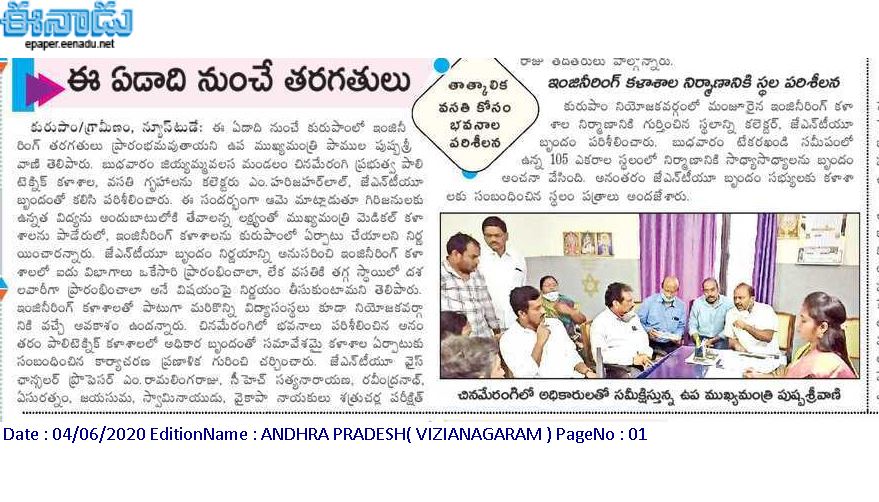 ఈనాడు
epaper.eenadu.net
ఈ ఏడాది నుంచే తరగతులు
కురుపాం/గ్రామీణం, న్యూస్‌టుడే: ఈ ఏడాది నుంచే కురుపాంలో ఇంజినీ
రింగ్ తరగతులు ప్రారంభమవుతాయని ఉప ముఖ్యమంత్రి పాముల పుష్పశ్రీ
వాణి తెలిపారు. బుధవారం జియ్యమ్మవలస మండలం చినమేరంగి ప్రభుత్వ పాలి
టెక్నిక్ కళాశాల, వసతి గృహాలను కలెక్టరు ఎం.హరిజహర్‌లాల్, జేఎన్‌టీయూ
బృందంతో కలిసి పరిశీలించారు. ఈ సందర్భంగా ఆమె మాట్లాడుతూ గిరిజనులకు
ఉన్నత విద్యను అందుబాటులోకి తేవాలన్న లక్ష్యంతో ముఖ్యమంత్రి మెడికల్ కళా
శాలను పాడేరులో, ఇంజినీరింగ్ కళాశాలను కురుపాంలో ఏర్పాటు చేయాలని నిర్ణ
యించారన్నారు. జేఎన్‌టీయూ బృందం నిర్ణయాన్ని అనుసరించి ఇంజినీరింగ్ కళా
శాలలో ఐదు విభాగాలు ఒకేసారి ప్రారంభించాలా, లేక వసతికి తగ్గ స్థాయిలో దశ
లవారీగా ప్రారంభించాలా అనే విషయంపై నిర్ణయం తీసుకుంటామని తెలిపారు.
ఇంజినీరింగ్ కళాశాలతో పాటుగా మరికొన్ని విద్యాసంస్థలు కూడా నియోజకవర్గా
నికి వచ్చే అవకాశం ఉందన్నారు. చినమేరంగిలో భవనాలు పరిశీలించిన అనం
తరం పాలిటెక్నిక్ కళాశాలలో అధికార బృందంతో సమావేశమై కళాశాల ఏర్పాటుకు
సంబంధించిన కార్యాచరణ ప్రణాళిక గురించి చర్చించారు. జేఎన్‌టీయూ వైస్
ఛాన్సలర్ ప్రొఫెసర్ ఎం.రామలింగరాజు, సీహెచ్ సత్యనారాయణ, రవీంద్రనాథ్,
ఏసురత్నం, జయసుమ, స్వామినాయుడు, వైకాపా నాయకులు శత్రుచర్ల పరీక్షిత్
రాజు తదితరులు పాల్గొన్నారు.
తాత్కాలిక
వసతి కోసం
భవనాల
పరిశీలన
ఇంజినీరింగ్ కళాశాల నిర్మాణానికి స్థల పరిశీలన
కురుపాం నియోజకవర్గంలో మంజూరైన ఇంజినీరింగ్ కళా
శాల నిర్మాణానికి గుర్తించిన స్థలాన్ని కలెక్టర్, జేఎన్‌టీయూ
బృందం పరిశీలించారు. బుధవారం టేకరఖండి సమీపంలో
ఉన్న 105 ఎకరాల స్థలంలో నిర్మాణానికి సాధ్యాసాధ్యాలను బృందం
అంచనా వేసింది. అనంతరం జేఎన్‌టీయూ బృందం సభ్యులకు కళాశా
లకు సంబంధించిన స్థలం పత్రాలు అందజేశారు.
చినమేరంగిలో అధికారులతో సమీక్షిస్తున్న ఉప ముఖ్యమంత్రి పుష్పశ్రీవాణి
Date : 04/06/2020 EditionName : ANDHRA PRADESH( VIZIANAGARAM ) PageNo : 01